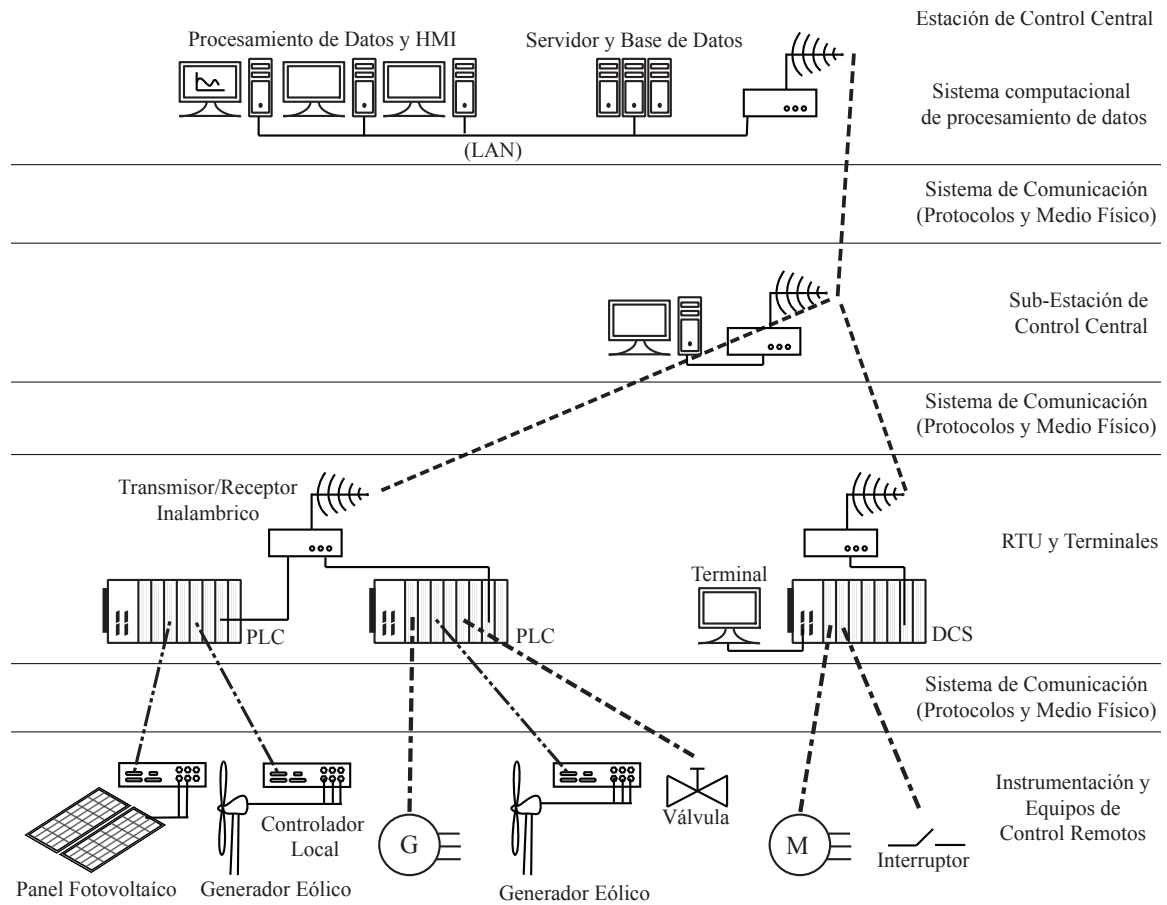 Estación de Control Central
Procesamiento de Datos y HMI
Servidor y Base de Datos
Sistema computacional
de procesamiento de datos
(LAN)
Sistema de Comunicación
(Protocolos y Medio Físico)
Sub-Estación de
Control Central
Sistema de Comunicación
(Protocolos y Medio Físico)
Transmisor/Receptor
Inalambrico
RTU y Terminales
Terminal
PLC
PLC
DCS
Sistema de Comunicación
(Protocolos y Medio Físico)
Instrumentación y
Equipos de
Control Remotos
Válvula
Controlador
Local
G
M
Interruptor
Panel Fotovoltaíco
Generador Eólico
Generador Eólico